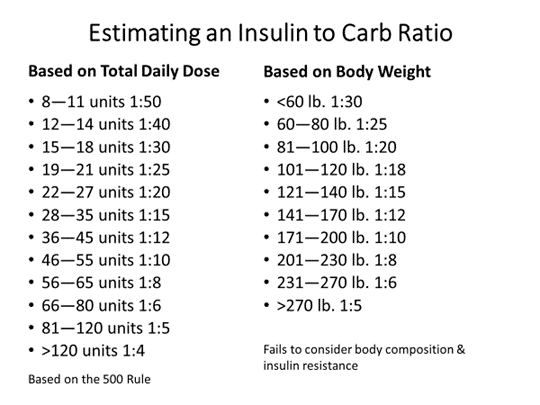 Estimating an Insulin to Carb Ratio
Based on Total Daily Dose
• 8—11 units 1:50
• 12—14 units 1:40
• 15—18 units 1:30
• 19—21 units 1:25
• 22—27 units 1:20
• 28—35 units 1:15
• 36—45 units 1:12
• 46—55 units 1:10
• 56—65 units 1:8
• 66—80 units 1:6
• 81—120 units 1:5
• >120 units 1:4
Based on the 500 Rule
Based on Body Weight
• <60 lb. 1:30
• 60—80 lb. 1:25
• 81—100 lb. 1:20
• 101—120 lb. 1:18
• 121—140 lb. 1:15
• 141—170 lb. 1:12
• 171—200 lb. 1:10
• 201—230 lb. 1:8
• 231—270 lb. 1:6
• >270 lb. 1:5
Fails to consider body composition &
insulin resistance